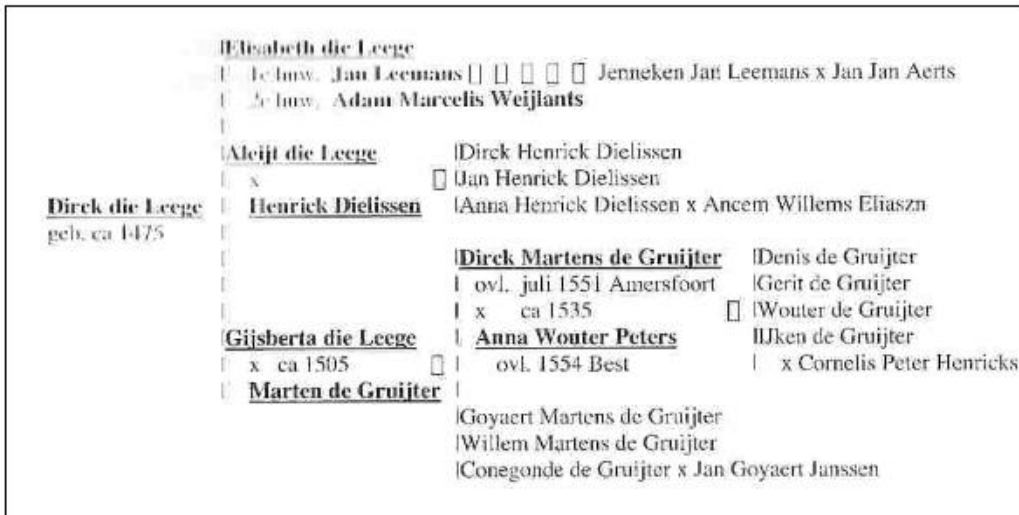 Elisabeth die Leege
1e huw. Jan Leemans Jenneken Jan Leemans x Jan Jan Aerts
2e huw. Adam Marcelis Weijlants
Aleijt die Leege Dirck Henrick Dielissen
x Jan Henrick Dielissen
Dirck die Leege Henrick Dielissen Anna Henrick Dielissen x Ancem Willems Eliaszn
geb. ca 1475
Dirck Martens de Gruijter Denis de Gruijter
ovl. juli 1551 Amersfoort Gerit de Gruijter
x ca 1535 Wouter de Gruijter
Gijsberta die Leege Anna Wouter Peters IJken de Gruijter
x ca 1505 ovl. 1554 Best x Cornelis Peter Henricks
Marten de Gruijter
Goyaert Martens de Gruijter
Willem Martens de Gruijter
Conegonde de Gruijter x Jan Goyaert Janssen